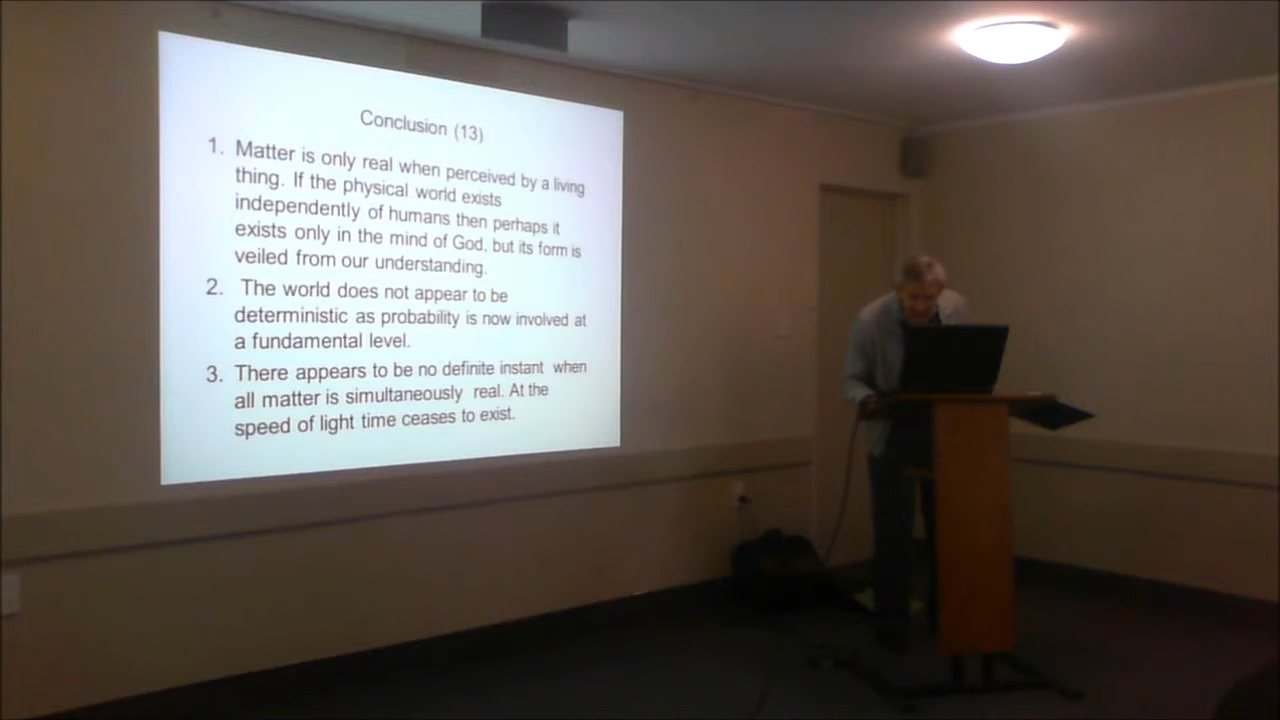 Conclusion (13)
1. Matter is only real when perceived by a living
thing. If the physical world exists
independently of humans then perhaps it
exists only in the mind of God, but its form is
veiled from our understanding.
2. The world does not appear to be
deterministic as probability is now involved at
a fundamental level.
3. There appears to be no definite instant when
all matter is simultaneously real. At the
speed of light time ceases to exist.